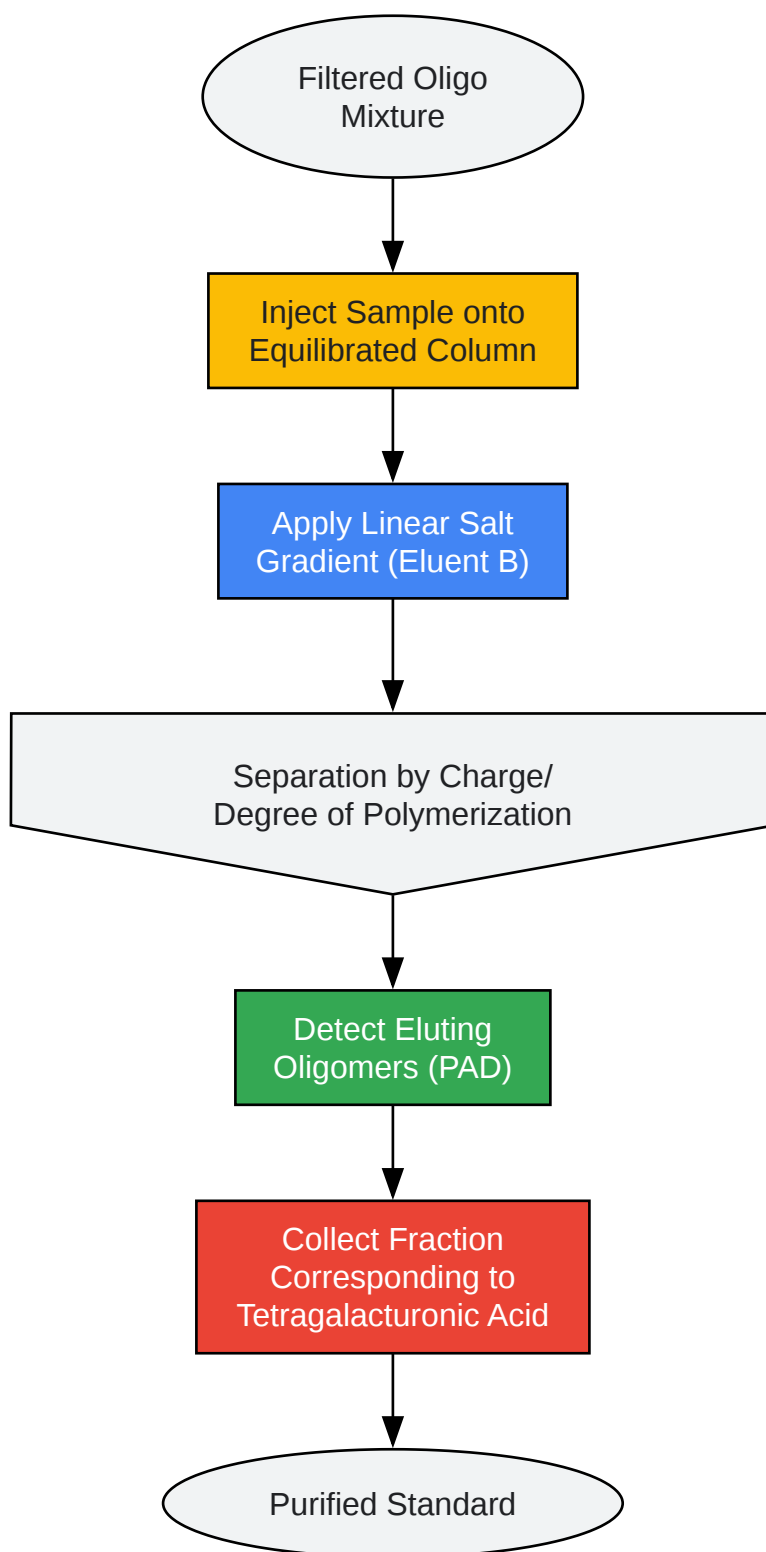 Filtered Oligo
Mixture
Inject Sample onto
Equilibrated Column
Apply Linear Salt
Gradient (Eluent B)
Separation by Charge/
Degree of Polymerization
Detect Eluting
Oligomers (PAD)
Collect Fraction
Corresponding to
Tetragalacturonic Acid
Purified Standard